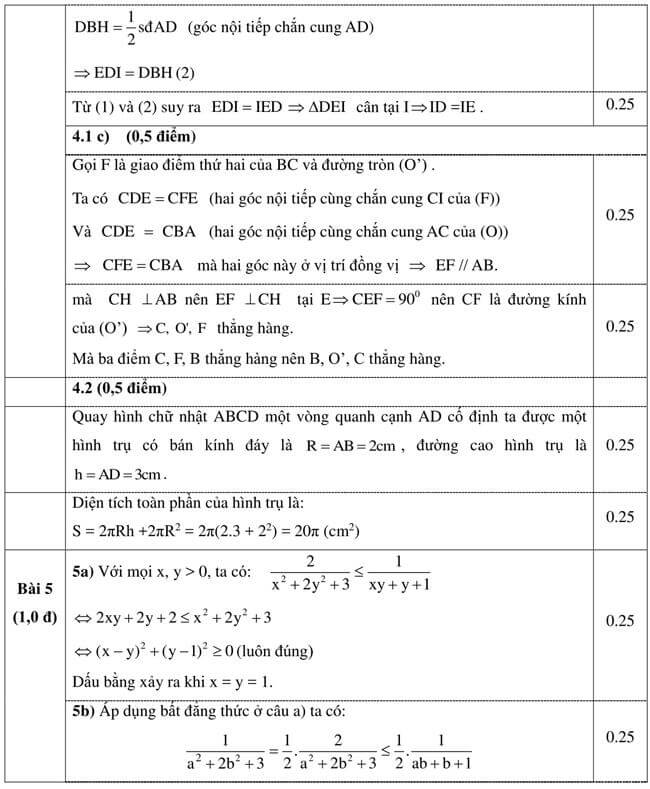 DBH = 1/2 sđAD (góc nội tiếp chắn cung AD)
⇒ EDI = DBH (2)
Từ (1) và (2) suy ra EDI = IED ⇒ ΔDEI cân tại I ⇒ ID =IE .
0.25
4.1 c) (0,5 điểm)
Gọi F là giao điểm thứ hai của BC và đường tròn (O’) .
Ta có CDE = CFE (hai góc nội tiếp cùng chắn cung CI của (F))
Và CDE = CBA (hai góc nội tiếp cùng chắn cung AC của (O))
⇒ CFE = CBA mà hai góc này ở vị trí đồng vị ⇒ EF // AB.
0.25
mà CH ⊥ AB nên EF ⊥ CH tại E ⇒ CEF = 90⁰ nên CF là đường kính
của (O’) ⇒ C, O', F thẳng hàng.
Mà ba điểm C, F, B thẳng hàng nên B, O’, C thẳng hàng.
0.25
4.2 (0,5 điểm)
Quay hình chữ nhật ABCD một vòng quanh cạnh AD cố định ta được một
hình trụ có bán kính đáy là R = AB = 2cm , đường cao hình trụ là
h = AD = 3cm .
0.25
Diện tích toàn phần của hình trụ là:
S = 2πRh +2πR² = 2π(2.3 + 2²) = 20π (cm²)
0.25
Bài 5
(1,0 đ)
5a) Với mọi x, y > 0, ta có: 2/(x² + 2y² + 3) ≤ 1/(xy + y + 1)
⇔ 2xy + 2y + 2 ≤ x² + 2y² + 3
⇔ (x − y)² + (y − 1)² ≥ 0 (luôn đúng)
Dấu bằng xảy ra khi x = y = 1.
0.25
5b) Áp dụng bất đẳng thức ở câu a) ta có:
1/(a² + 2b² + 3) = 1/2 . 2/(a² + 2b² + 3) ≤ 1/2 . 1/(ab + b + 1)
0.25